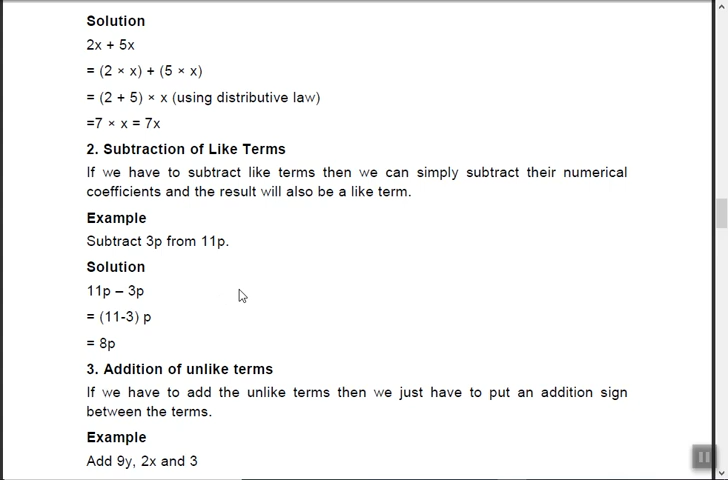 Solution
2x + 5x
= (2 × x) + (5 × x)
= (2 + 5) × x (using distributive law)
=7 × x = 7x
2. Subtraction of Like Terms
If we have to subtract like terms then we can simply subtract their numerical
coefficients and the result will also be a like term.
Example
Subtract 3p from 11p.
Solution
11p – 3p
= (11-3) p
= 8p
3. Addition of unlike terms
If we have to add the unlike terms then we just have to put an addition sign
between the terms.
Example
Add 9y, 2x and 3